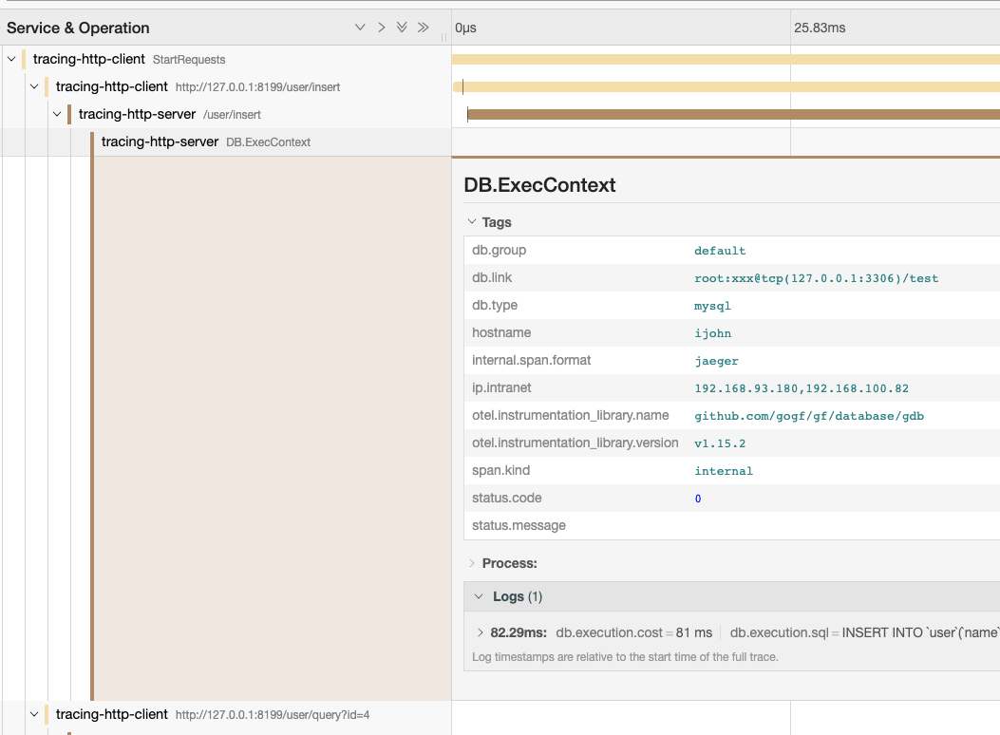 Service & Operation 0μs 25.83ms
tracing-http-client StartRequests
tracing-http-client http://127.0.0.1:8199/user/insert
tracing-http-server /user/insert
tracing-http-server DB.ExecContext
DB.ExecContext
Tags
db.group default
db.link root:xxx@tcp(127.0.0.1:3306)/test
db.type mysql
hostname ijohn
internal.span.format jaeger
ip.intranet 192.168.93.180,192.168.100.82
otel.instrumentation_library.name github.com/gogf/gf/database/gdb
otel.instrumentation_library.version v1.15.2
span.kind internal
status.code 0
status.message
Process:
Logs (1)
82.29ms: db.execution.cost = 81 ms db.execution.sql = INSERT INTO `user`(`name`
Log timestamps are relative to the start time of the full trace.
tracing-http-client http://127.0.0.1:8199/user/query?id=4